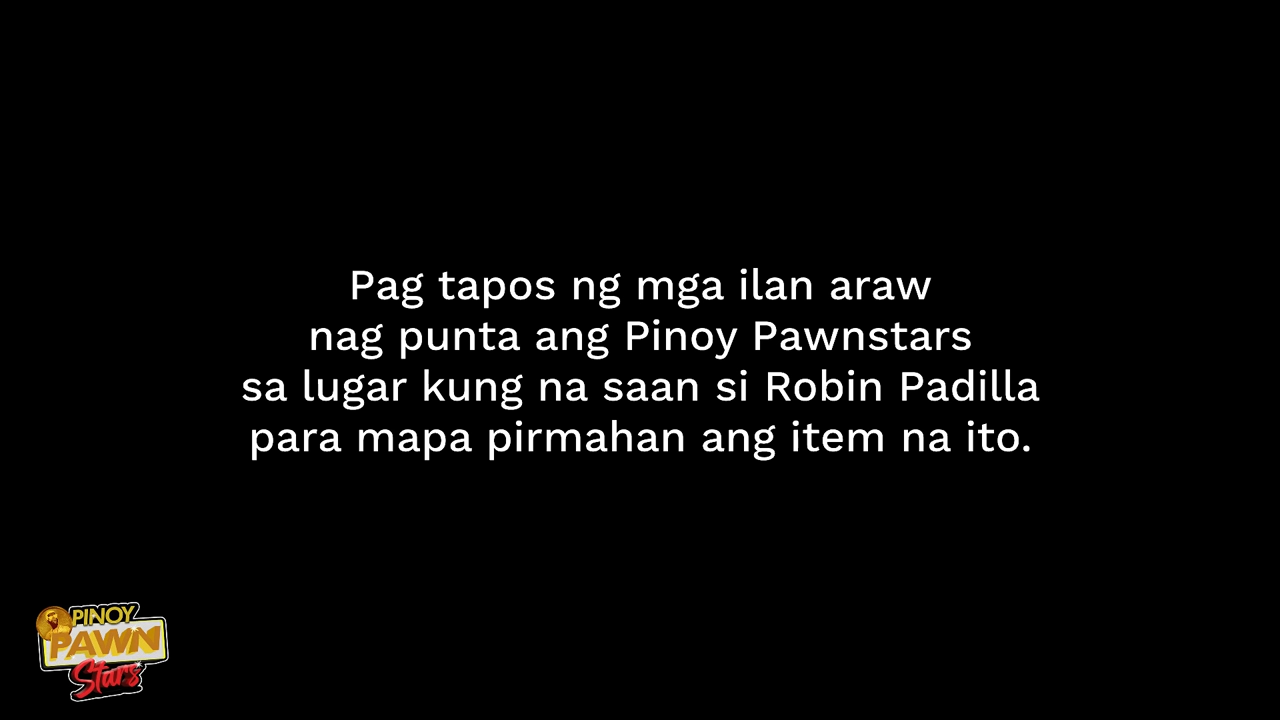 Pag tapos ng mga ilan araw
nag punta ang Pinoy Pawnstars
sa lugar kung na saan si Robin Padilla
para mapa pirmahan ang item na ito.
PINOY
PAWN
Stars